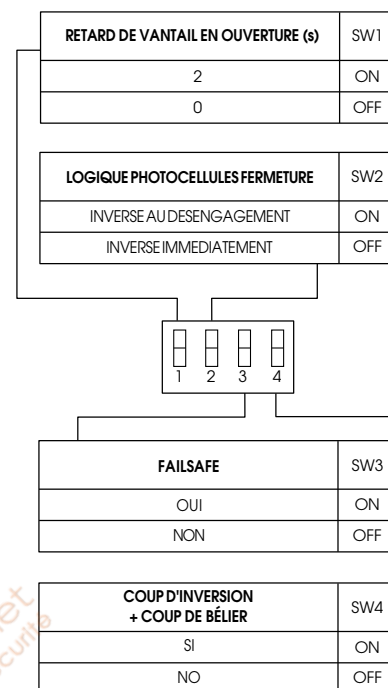 RETARD DE VANTAIL EN OUVERTURE (s) SW1
2 ON
0 OFF
LOGIQUE PHOTOCELLULES FERMETURE SW2
INVERSE AU DESENGAGEMENT ON
INVERSE IMMEDIATEMENT OFF
1 2 3 4
FAILSAFE SW3
OUI ON
NON OFF
COUP D'INVERSION
+ COUP DE BÉLIER SW4
SI ON
NO OFF